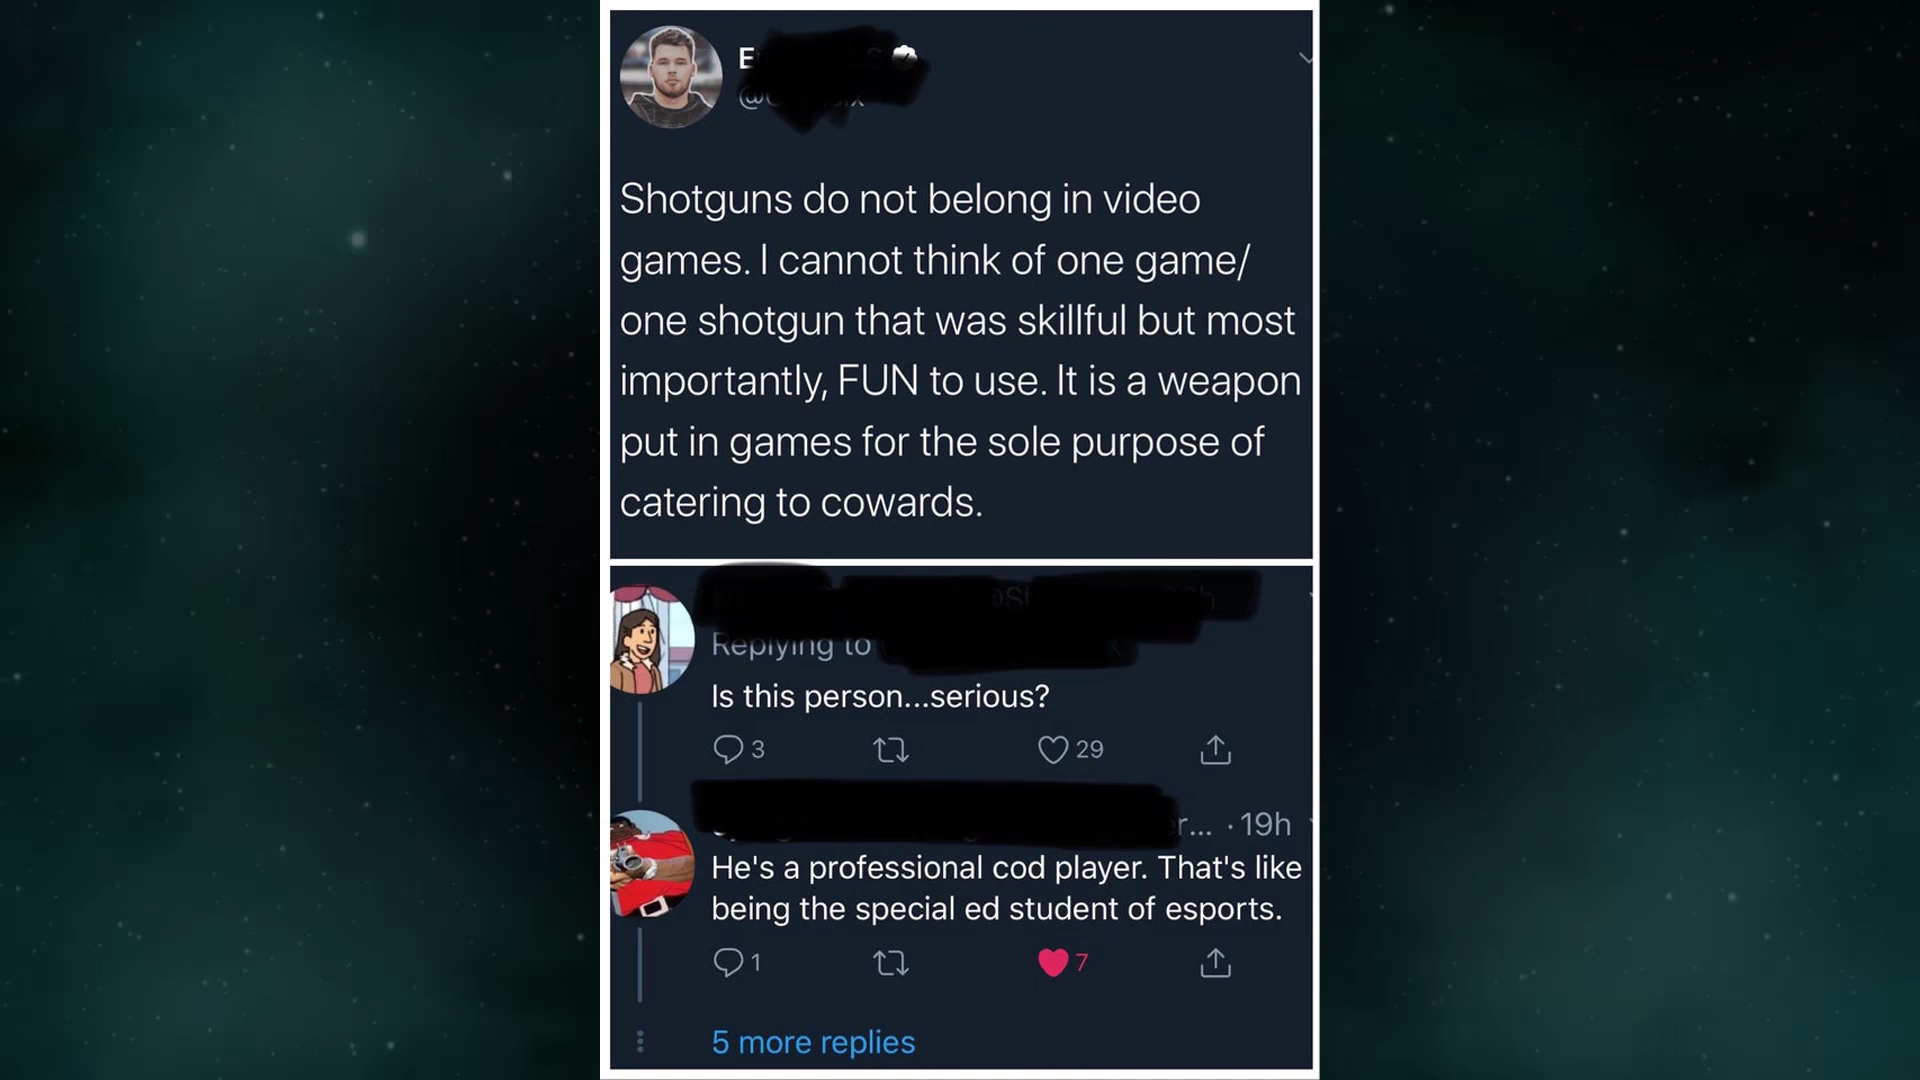 Shotguns do not belong in video
games. I cannot think of one game/
one shotgun that was skillful but most
importantly, FUN to use. It is a weapon
put in games for the sole purpose of
catering to cowards.
Replying to
Is this person...serious?
3 29
r... · 19h
He's a professional cod player. That's like
being the special ed student of esports.
1 7
5 more replies